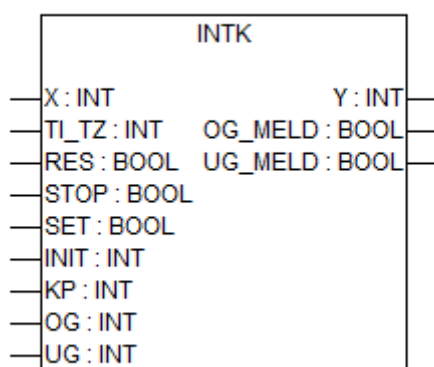 INTK
X : INT Y : INT
TI_TZ : INT OG_MELD : BOOL
RES : BOOL UG_MELD : BOOL
STOP : BOOL
SET : BOOL
INIT : INT
KP : INT
OG : INT
UG : INT